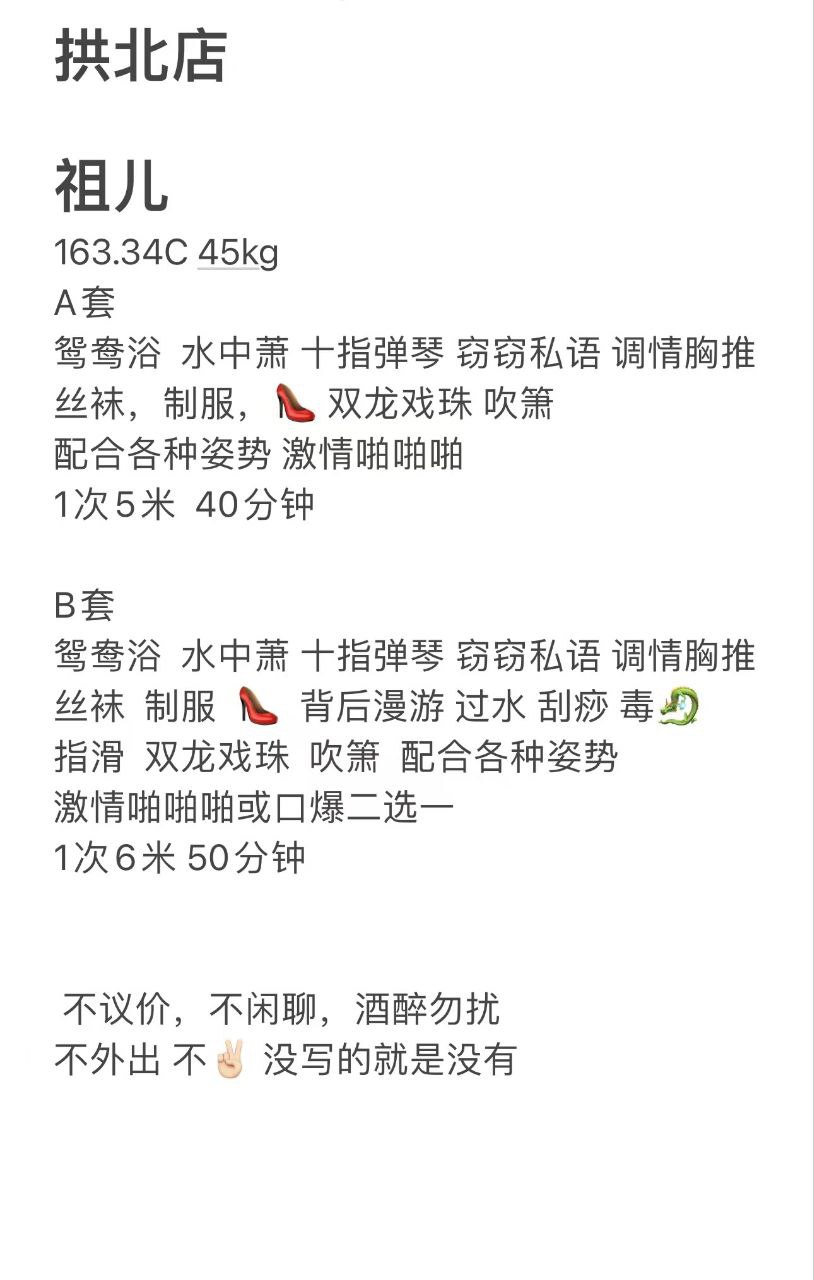 拱北店
祖儿
163.34C 45kg
A套
鸳鸯浴 水中萧 十指弹琴 窃窃私语 调情胸推
丝袜，制服，👠 双龙戏珠 吹箫
配合各种姿势 激情啪啪啪
1次5米 40分钟
B套
鸳鸯浴 水中萧 十指弹琴 窃窃私语 调情胸推
丝袜 制服 👠 背后漫游 过水 刮痧 毒🐉
指滑 双龙戏珠 吹箫 配合各种姿势
激情啪啪啪或口爆二选一
1次6米 50分钟
不议价，不闲聊，酒醉勿扰
不外出 不✌🏻 没写的就是没有